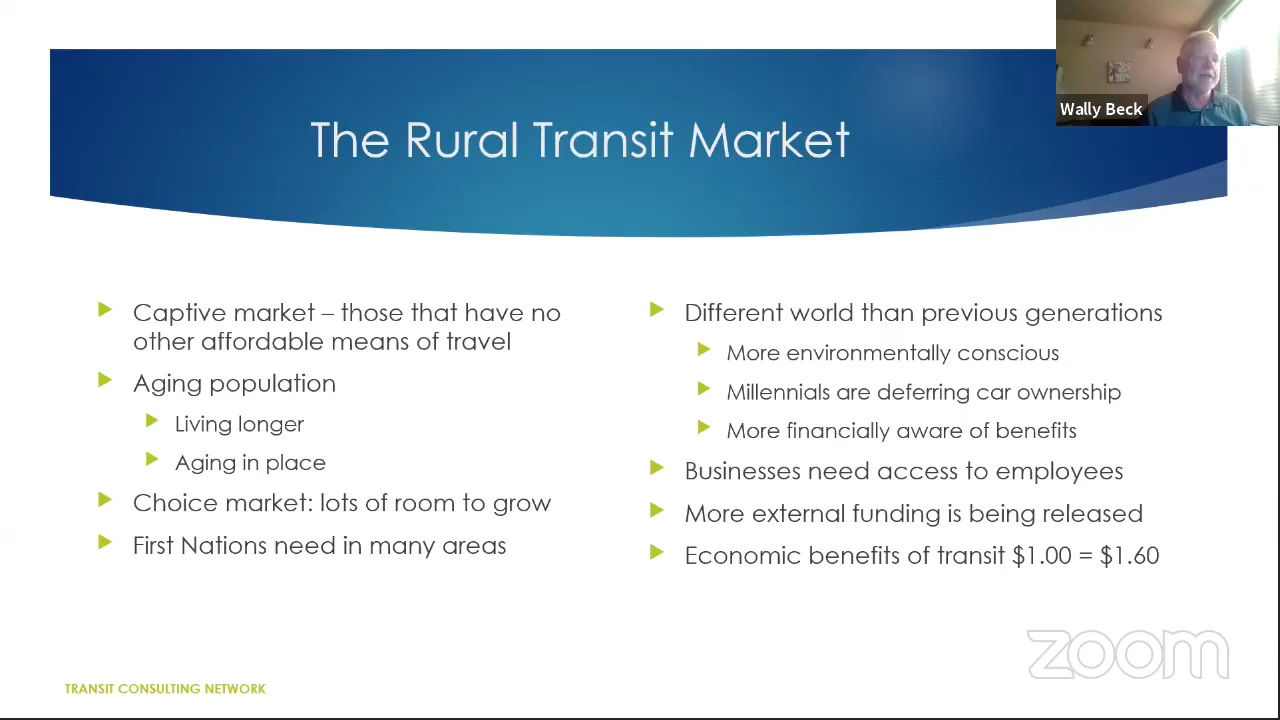 Wally Beck
The Rural Transit Market
Captive market – those that have no
other affordable means of travel
Aging population
Living longer
Aging in place
Choice market: lots of room to grow
First Nations need in many areas
Different world than previous generations
More environmentally conscious
Millennials are deferring car ownership
More financially aware of benefits
Businesses need access to employees
More external funding is being released
Economic benefits of transit $1.00 = $1.60
TRANSIT CONSULTING NETWORK
zoom